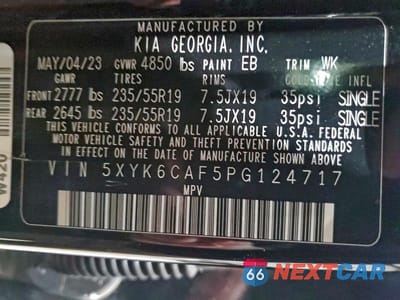 MANUFACTURED BY
KIA GEORGIA, INC.
MAY/04/23 GVWR 4850 lbs PAINT EB TRIM WK
GAWR TIRES RIMS COLD TIRE INFL
FRONT 2777 lbs 235/55R19 7.5JX19 35psi SINGLE
REAR 2645 lbs 235/55R19 7.5JX19 35psi SINGLE
THIS VEHICLE CONFORMS TO ALL APPLICABLE U.S.A. FEDERAL
MOTOR VEHICLE SAFETY AND THEFT PREVENTION STANDARDS
IN EFFECT ON THE DATE OF MANUFACTURE SHOWN ABOVE.
VIN 5XYK6CAF5PG124717
MPV
W420
66 NEXTCAR